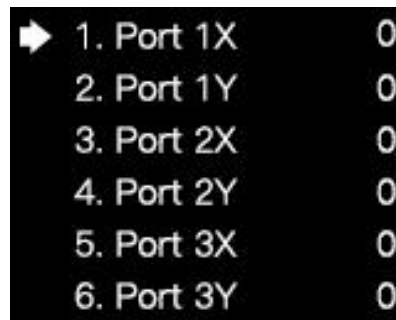 1. Port 1X 0
2. Port 1Y 0
3. Port 2X 0
4. Port 2Y 0
5. Port 3X 0
6. Port 3Y 0